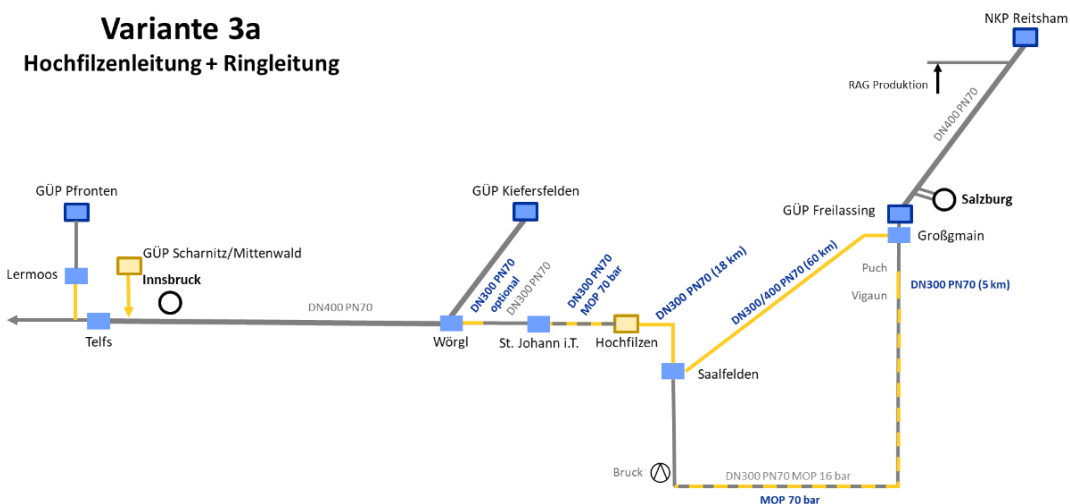 Variante 3a
Hochfilzenleitung + Ringleitung
NKP Reitsham
RAG Produktion
DN400 PN70
GÜP Pfronten
GÜP Kiefersfelden
Salzburg
GÜP Freilassing
Großgmain
GÜP Scharnitz/Mittenwald
Innsbruck
Lermoos
Puch
Vigaun
DN300 PN70 (5 km)
DN400 PN70
DN300 PN70
optional
DN300 PN70
DN300 PN70
MOP 70 bar
DN300 PN70 (18 km)
DN300/400 PN70 (60 km)
Telfs
Wörgl
St. Johann i.T.
Hochfilzen
Saalfelden
Bruck
DN300 PN70 MOP 16 bar
MOP 70 bar